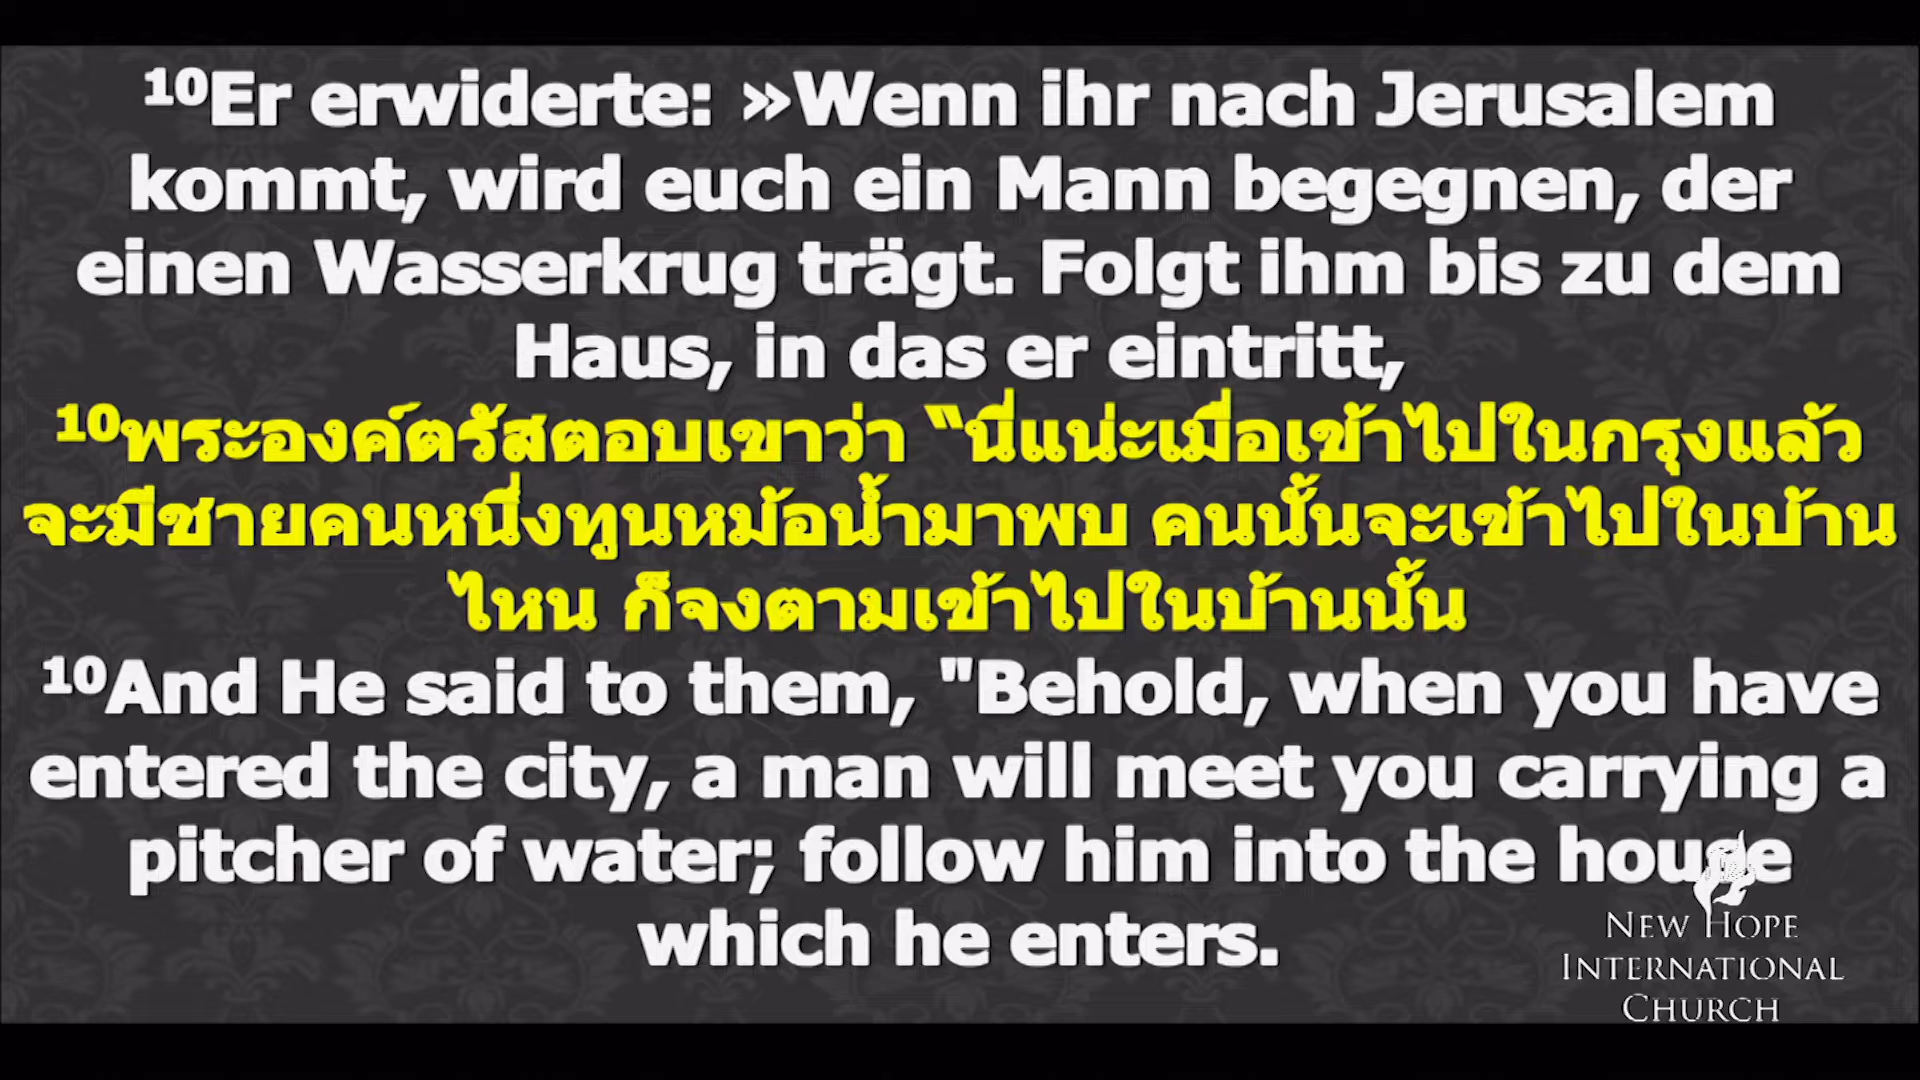 ¹⁰Er erwiderte: »Wenn ihr nach Jerusalem
kommt, wird euch ein Mann begegnen, der
einen Wasserkrug trägt. Folgt ihm bis zu dem
Haus, in das er eintritt,
¹⁰พระองค์ตรัสตอบเขาว่า “นี่แน่ะเมื่อเข้าไปในกรุงแล้ว
จะมีชายคนหนึ่งทูนหม้อน้ำมาพบ คนนั้นจะเข้าไปในบ้าน
ไหน ก็จงตามเข้าไปในบ้านนั้น
¹⁰And He said to them, "Behold, when you have
entered the city, a man will meet you carrying a
pitcher of water; follow him into the house
which he enters.
NEW HOPE
INTERNATIONAL
CHURCH